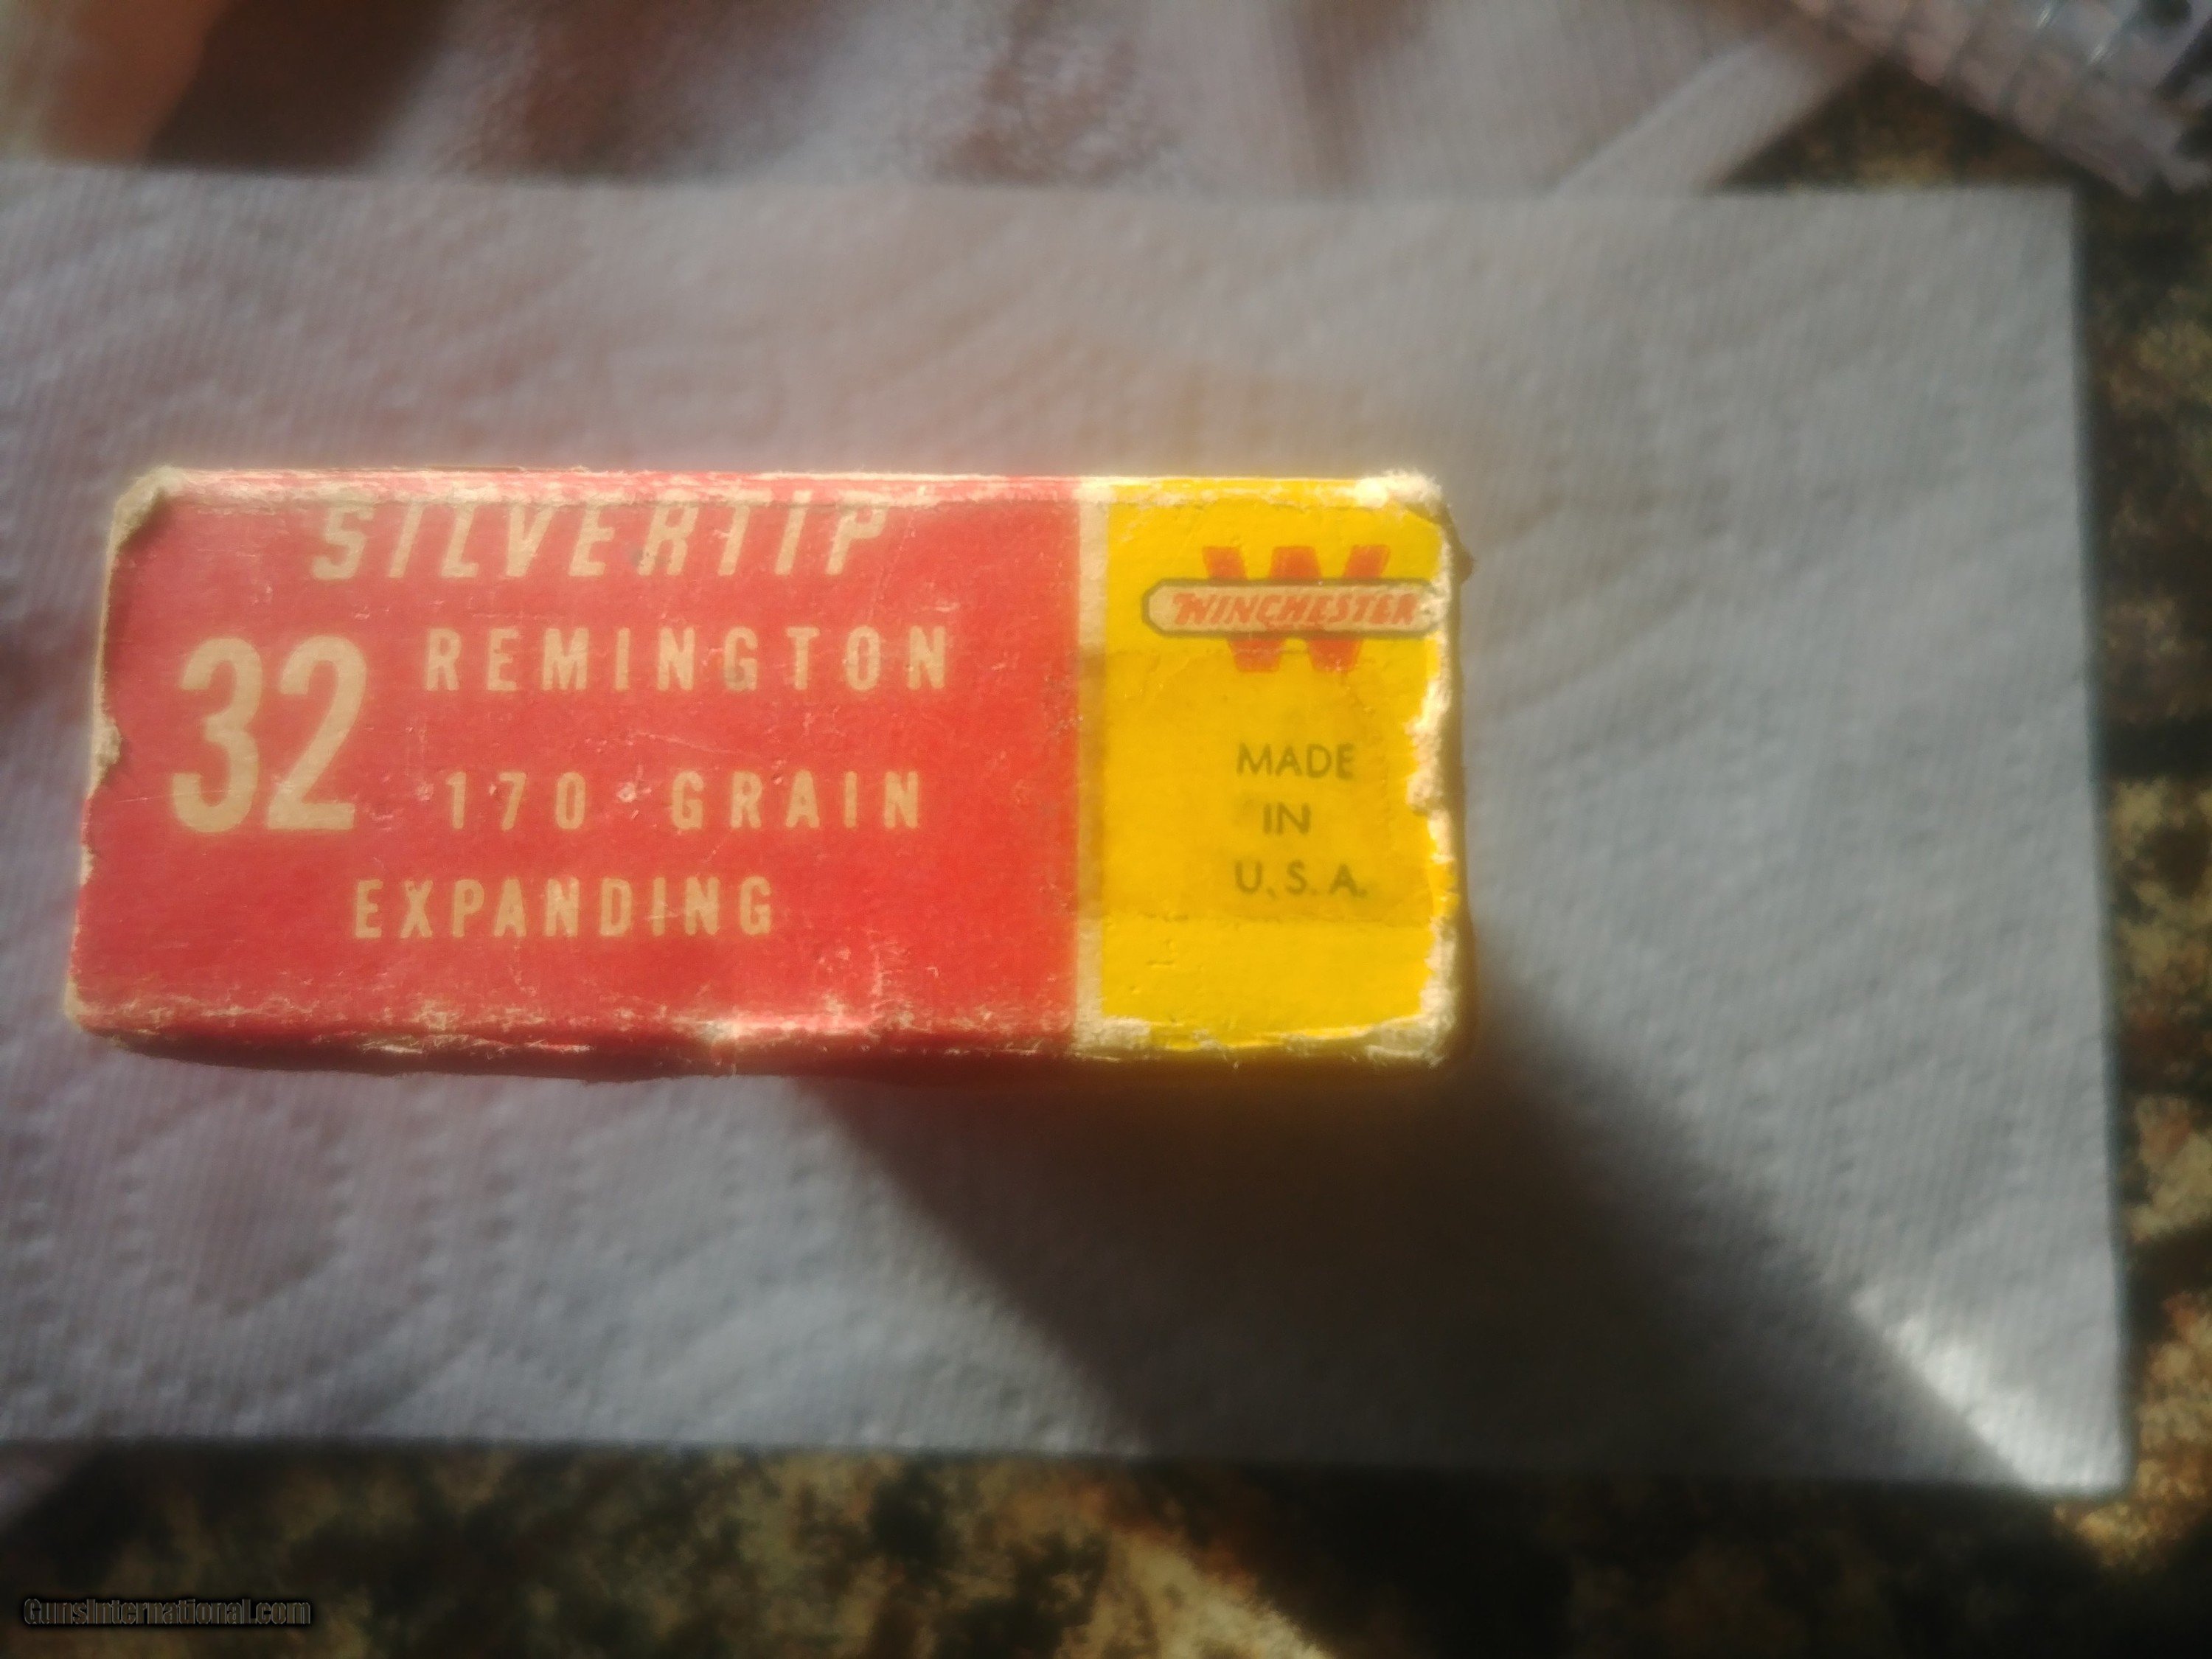 SILVERTIP
32 REMINGTON
170 GRAIN
EXPANDING
W
WINCHESTER
MADE
IN
U.S.A.
GunsInternational.com